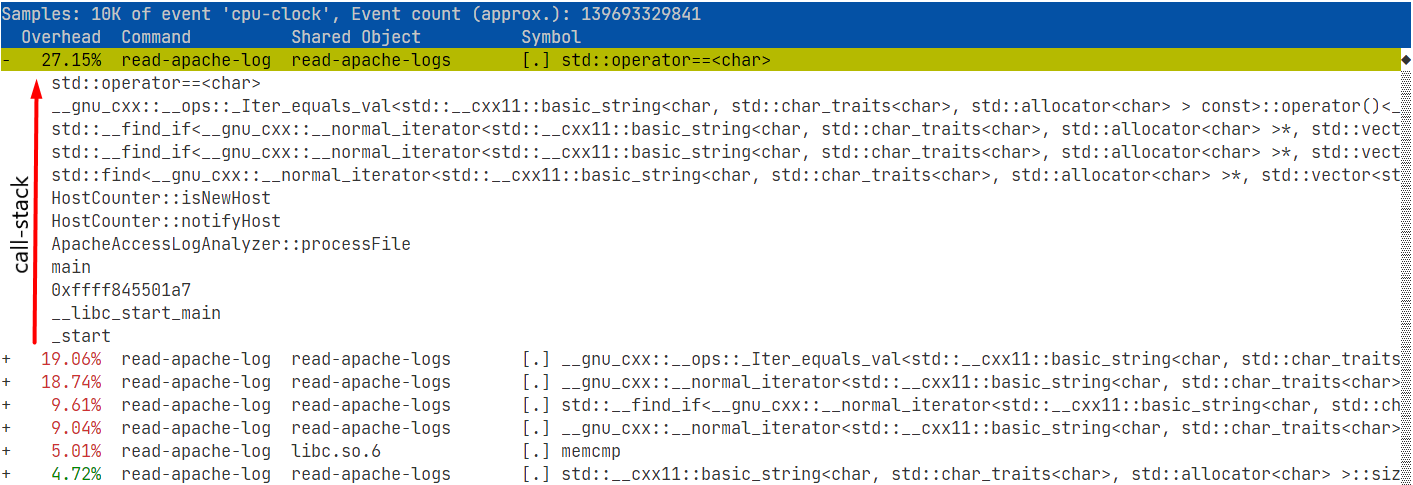 Samples: 10K of event 'cpu-clock', Event count (approx.): 139693329841
Overhead  Command  Shared Object  Symbol
-  27.15%  read-apache-log  read-apache-logs  [.] std::operator==<char>
std::operator==<char>
__gnu_cxx::__ops::_Iter_equals_val<std::__cxx11::basic_string<char, std::char_traits<char>, std::allocator<char> > const>::operator()<_
std::__find_if<__gnu_cxx::__normal_iterator<std::__cxx11::basic_string<char, std::char_traits<char>, std::allocator<char> >*, std::vect
std::__find_if<__gnu_cxx::__normal_iterator<std::__cxx11::basic_string<char, std::char_traits<char>, std::allocator<char> >*, std::vect
std::find<__gnu_cxx::__normal_iterator<std::__cxx11::basic_string<char, std::char_traits<char>, std::allocator<char> >*, std::vector<st
HostCounter::isNewHost
HostCounter::notifyHost
ApacheAccessLogAnalyzer::processFile
main
0xffff845501a7
__libc_start_main
_start
call-stack
+  19.06%  read-apache-log  read-apache-logs  [.] __gnu_cxx::__ops::_Iter_equals_val<std::__cxx11::basic_string<char, std::char_traits
+  18.74%  read-apache-log  read-apache-logs  [.] __gnu_cxx::__normal_iterator<std::__cxx11::basic_string<char, std::char_traits<char>
+  9.61%  read-apache-log  read-apache-logs  [.] std::__find_if<__gnu_cxx::__normal_iterator<std::__cxx11::basic_string<char, std::ch
+  9.04%  read-apache-log  read-apache-logs  [.] __gnu_cxx::__normal_iterator<std::__cxx11::basic_string<char, std::char_traits<char>
+  5.01%  read-apache-log  libc.so.6  [.] memcmp
+  4.72%  read-apache-log  read-apache-logs  [.] std::__cxx11::basic_string<char, std::char_traits<char>, std::allocator<char> >::siz